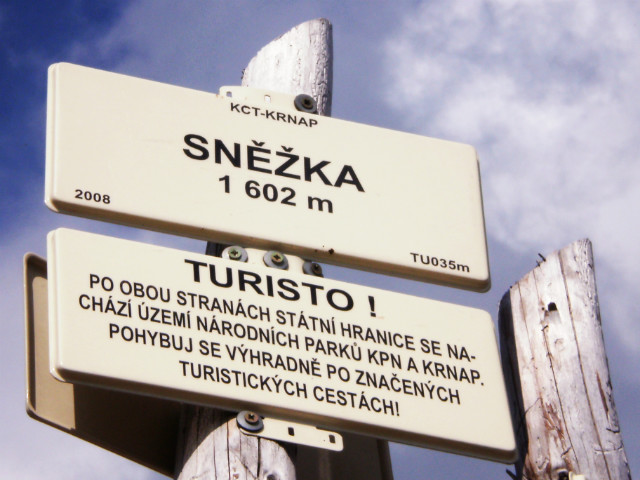 KCT-KRNAP
SNĚŽKA
1 602 m
2008
TU035m
TURISTO !
PO OBOU STRANÁCH STÁTNÍ HRANICE SE NA-
CHÁZÍ ÚZEMÍ NÁRODNÍCH PARKŮ KPN A KRNAP.
POHYBUJ SE VÝHRADNĚ PO ZNAČENÝCH
TURISTICKÝCH CESTÁCH!